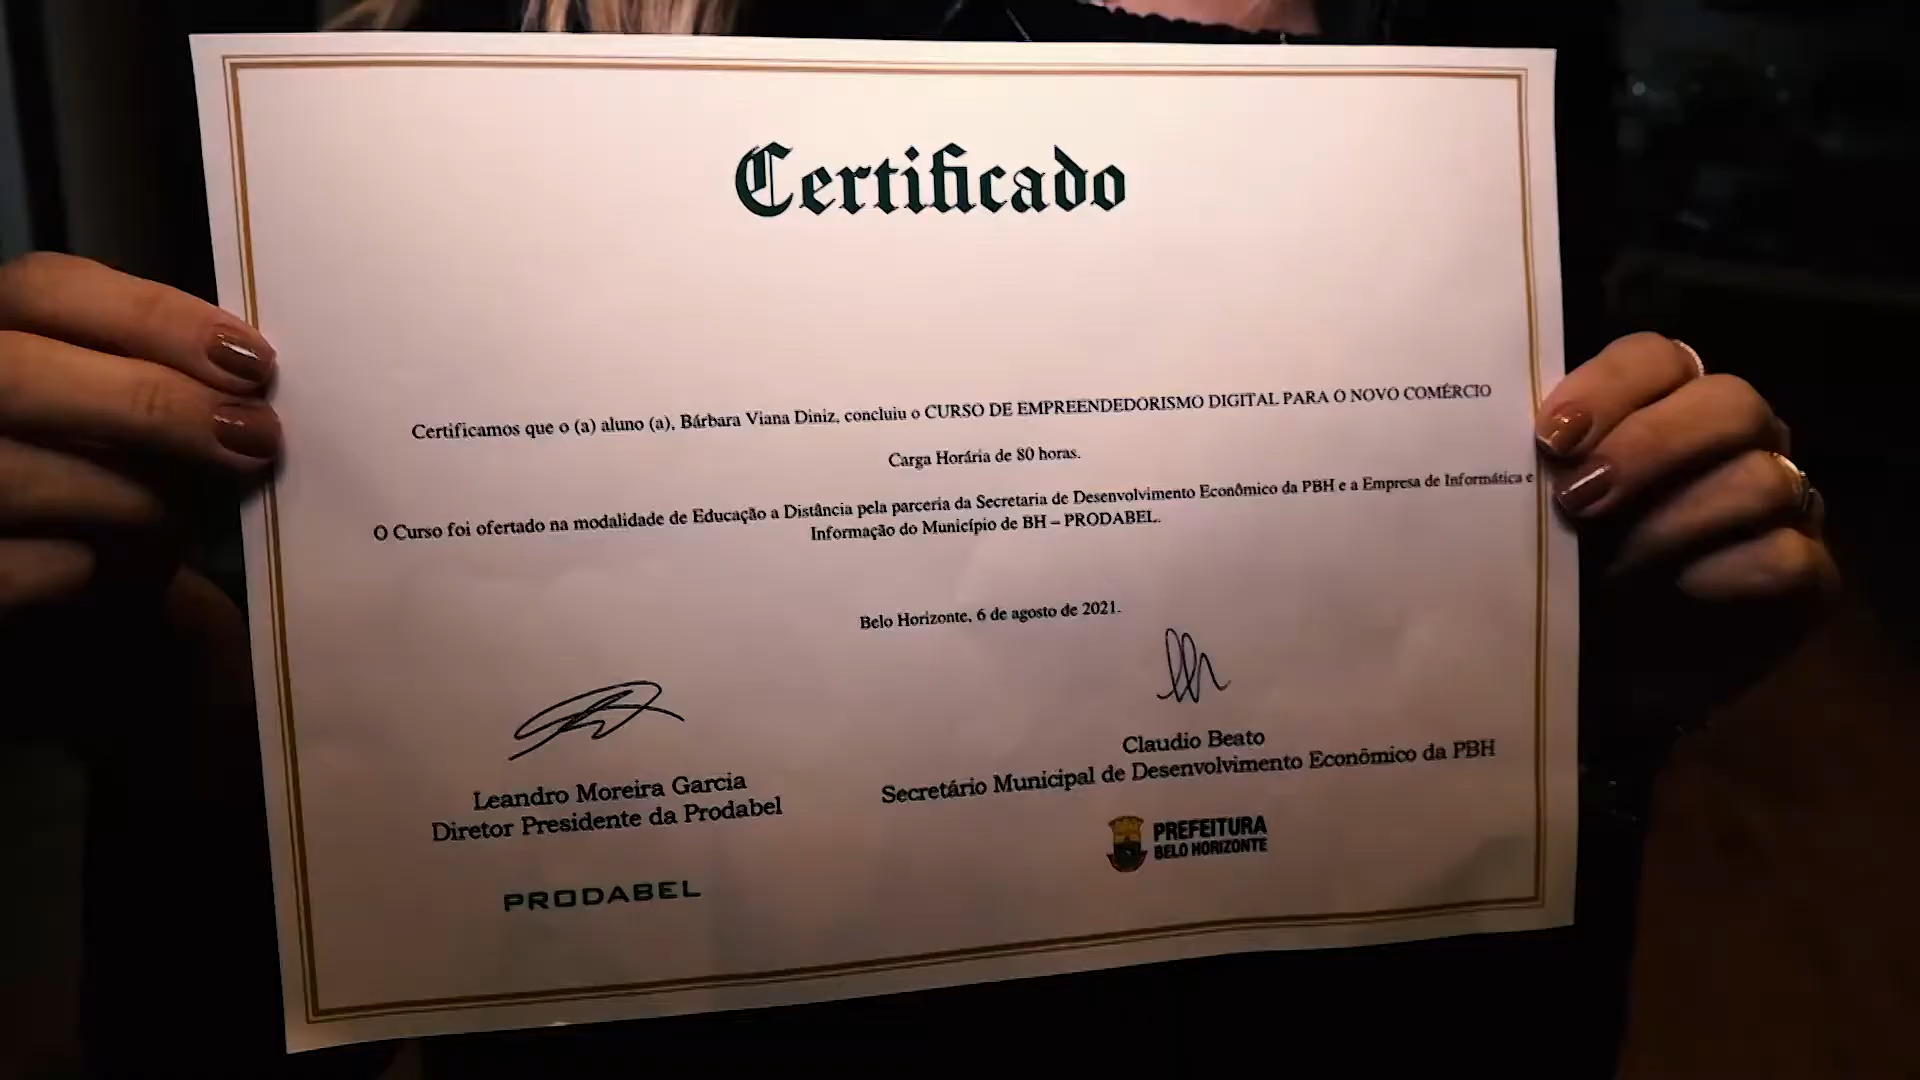 Certificado
Certificamos que o (a) aluno (a), Bárbara Viana Diniz, concluiu o CURSO DE EMPREENDEDORISMO DIGITAL PARA O NOVO COMÉRCIO
Carga Horária de 80 horas.
O Curso foi ofertado na modalidade de Educação a Distância pela parceria da Secretaria de Desenvolvimento Econômico da PBH e a Empresa de Informática e
Informação do Município de BH – PRODABEL.
Belo Horizonte, 6 de agosto de 2021.
Leandro Moreira Garcia
Diretor Presidente da Prodabel
PRODABEL
Claudio Beato
Secretário Municipal de Desenvolvimento Econômico da PBH
PREFEITURA
BELO HORIZONTE